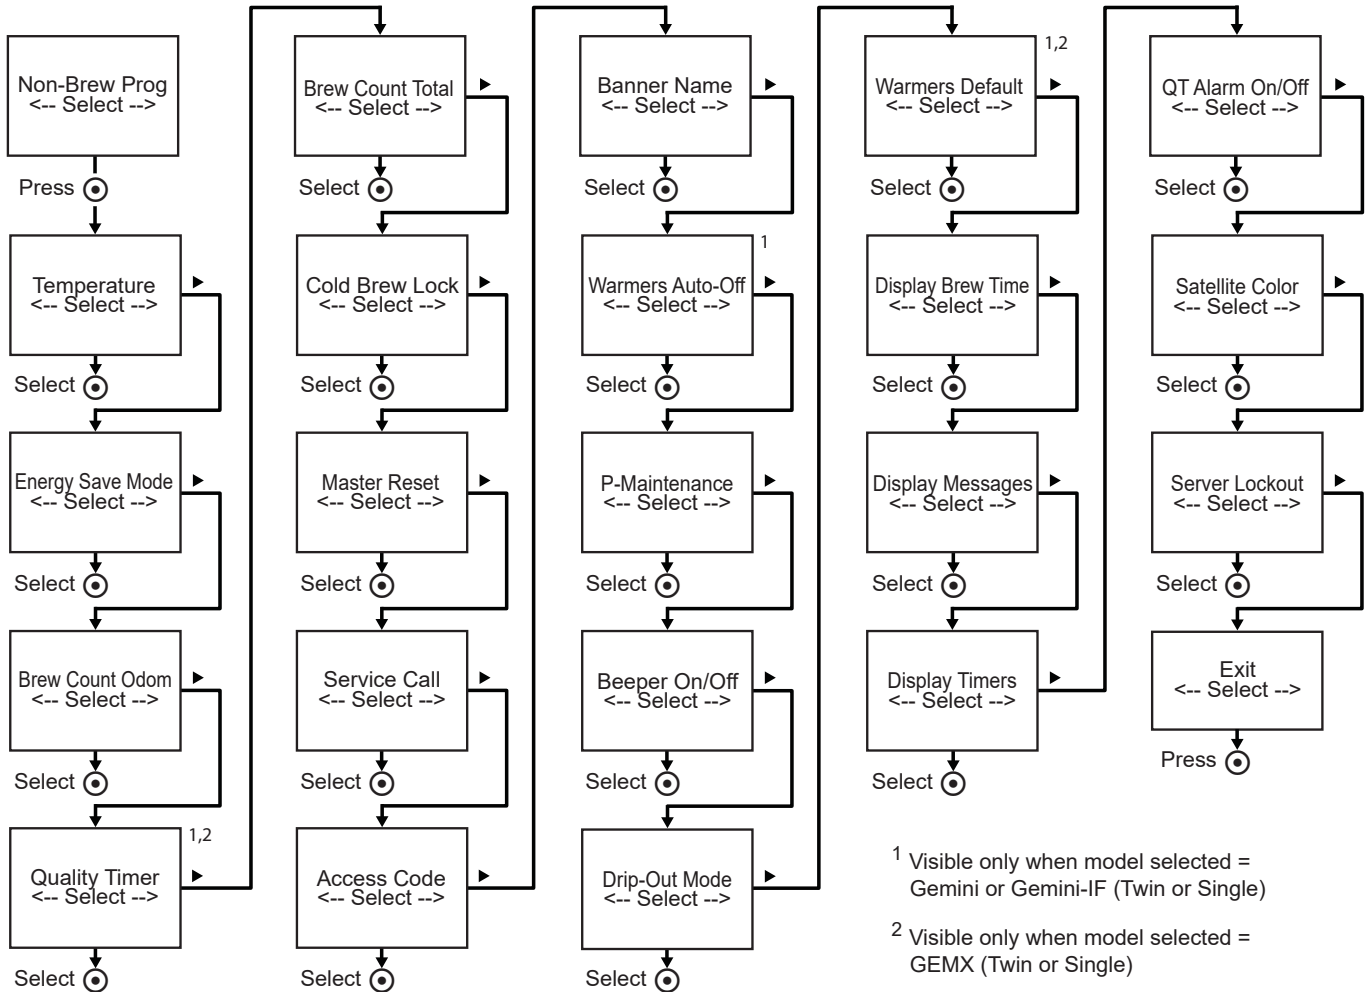 Non-Brew Prog
<-- Select -->
Press
Temperature
<-- Select -->
Select
Energy Save Mode
<-- Select -->
Select
Brew Count Odom
<-- Select -->
Select
1,2
Quality Timer
<-- Select -->
Select
Brew Count Total
<-- Select -->
Select
Cold Brew Lock
<-- Select -->
Select
Master Reset
<-- Select -->
Select
Service Call
<-- Select -->
Select
Access Code
<-- Select -->
Select
Banner Name
<-- Select -->
Select
1
Warmers Auto-Off
<-- Select -->
Select
P-Maintenance
<-- Select -->
Select
Beeper On/Off
<-- Select -->
Select
Drip-Out Mode
<-- Select -->
Select
1,2
Warmers Default
<-- Select -->
Select
Display Brew Time
<-- Select -->
Select
Display Messages
<-- Select -->
Select
Display Timers
<-- Select -->
Select
QT Alarm On/Off
<-- Select -->
Select
Satellite Color
<-- Select -->
Select
Server Lockout
<-- Select -->
Select
Exit
<-- Select -->
Press
1 Visible only when model selected =
Gemini or Gemini-IF (Twin or Single)
2 Visible only when model selected =
GEMX (Twin or Single)